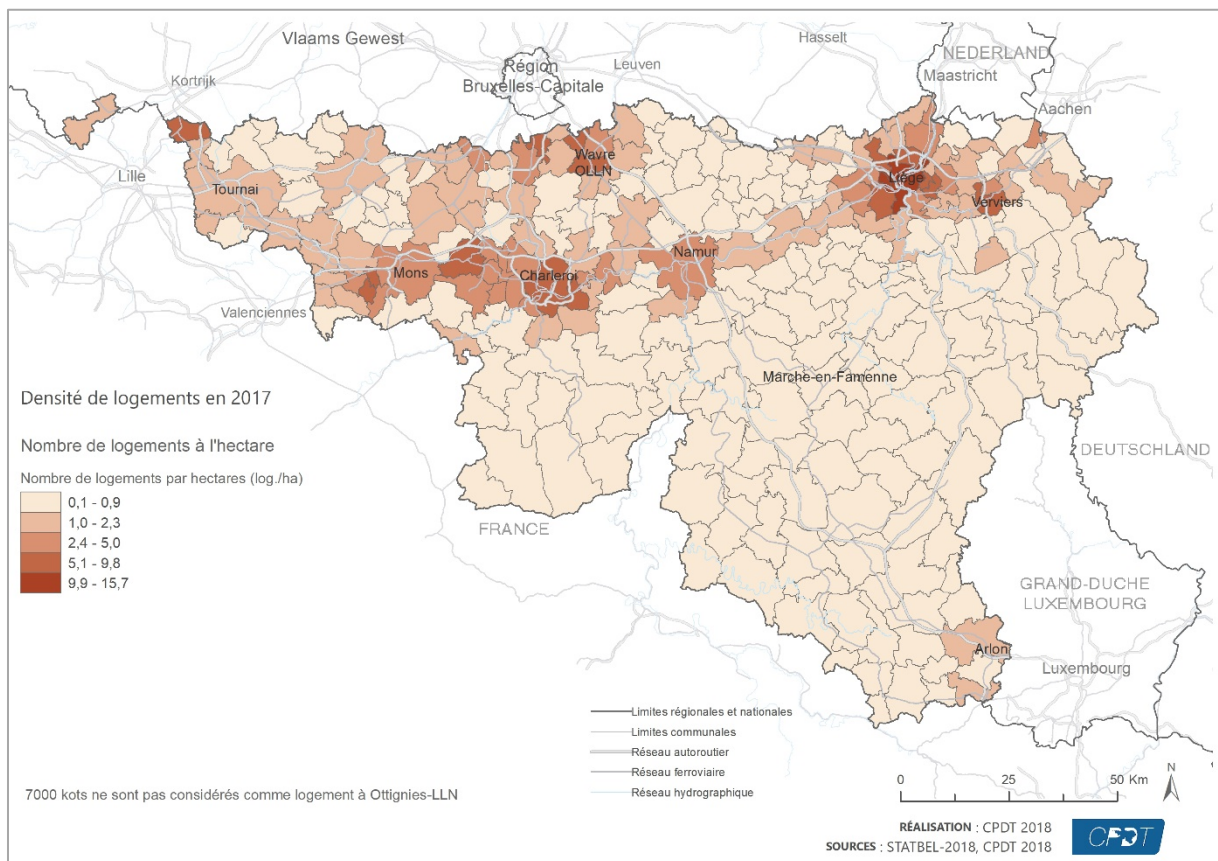 Vlaams Gewest
Hasselt
NEDERLAND
Kortrijk
Région
Bruxelles-Capitale
Leuven
Maastricht
Aachen
Lille
Tournai
Wavre
OLLN
Liège
Verviers
Mons
Charleroi
Namur
Valenciennes
Marche-en-Famenne
Densité de logements en 2017
Nombre de logements à l'hectare
Nombre de logements par hectares (log./ha)
0,1 - 0,9
1,0 - 2,3
2,4 - 5,0
5,1 - 9,8
9,9 - 15,7
DEUTSCHLAND
FRANCE
GRAND-DUCHE
LUXEMBOURG
Arlon
Luxembourg
Limites régionales et nationales
Limites communales
Réseau autoroutier
Réseau ferroviaire
Réseau hydrographique
0 25 50 Km
N
7000 kots ne sont pas considérés comme logement à Ottignies-LLN
RÉALISATION : CPDT 2018
SOURCES : STATBEL-2018, CPDT 2018
CPDT